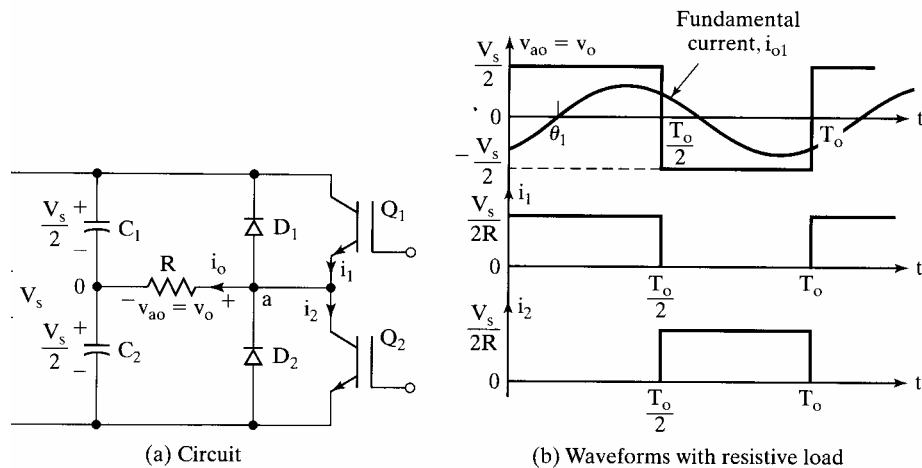 V_s/2 + − C_1
D_1
Q_1
R i_o i_1
V_s 0 − v_ao = v_o + a i_2
V_s/2 + − C_2
D_2
Q_2
(a) Circuit
Fundamental
current, i_o1
V_s/2 v_ao = v_o
0 θ_1 T_o/2 T_o t
− V_s/2
i_1
V_s/2R
0 T_o/2 T_o t
i_2
V_s/2R
0 T_o/2 T_o t
(b) Waveforms with resistive load